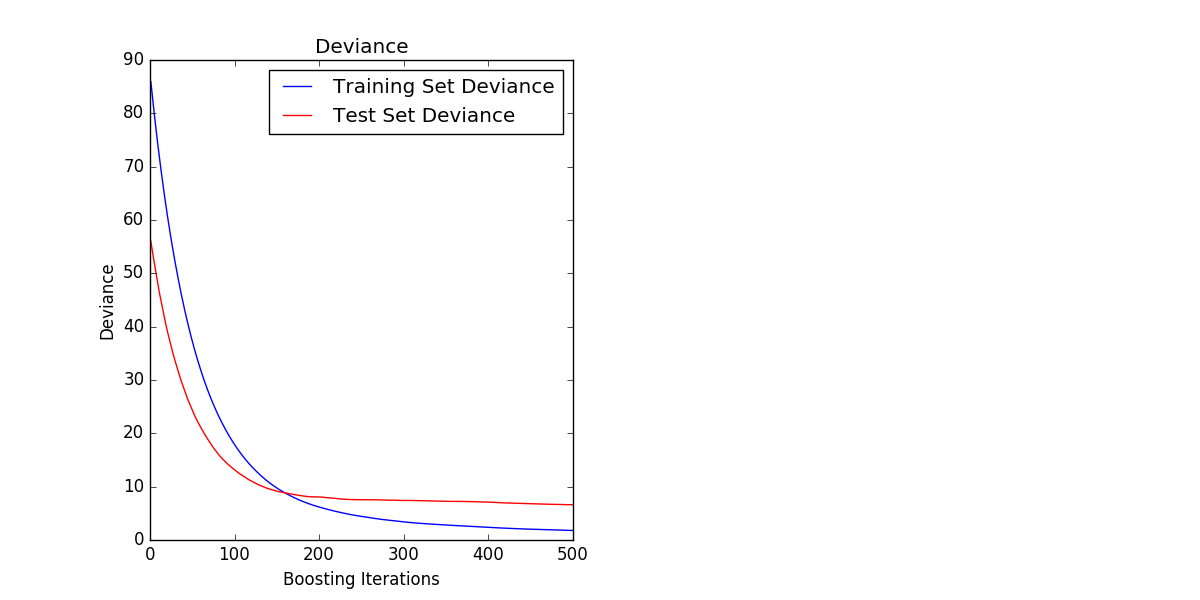 Deviance
90
80
70
60
50
40
30
20
10
0
Deviance
Training Set Deviance
Test Set Deviance
0 100 200 300 400 500
Boosting Iterations